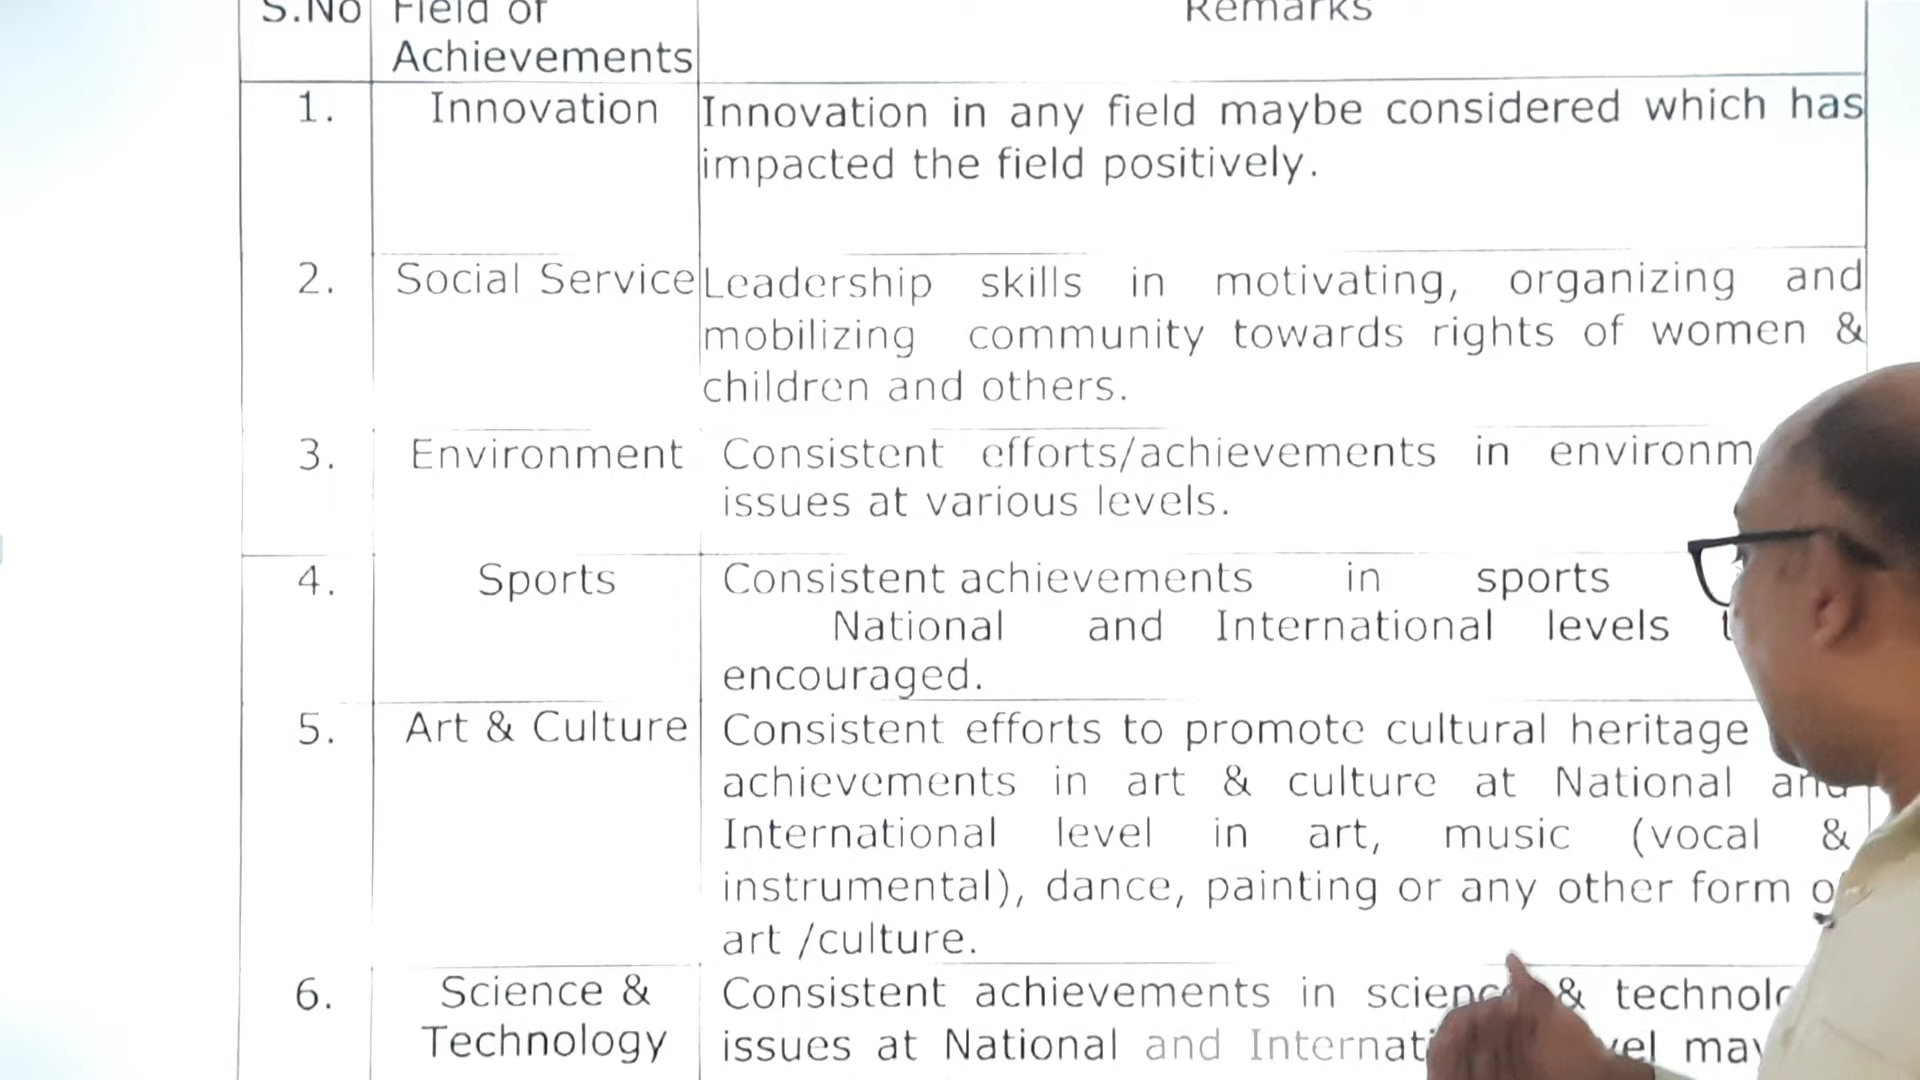 S.No Field of Remarks
Achievements
1. Innovation Innovation in any field maybe considered which has
impacted the field positively.
2. Social Service Leadership skills in motivating, organizing and
mobilizing community towards rights of women &
children and others.
3. Environment Consistent efforts/achievements in
issues at various levels.
4. Sports Consistent achievements in sports
National and International levels
encouraged.
5. Art & Culture Consistent efforts to promote cultural heritage
achievements in art & culture at National and
International level in art, music (vocal &
instrumental), dance, painting or any other form
art /culture.
6. Science & Consistent achievements in science & 
Technology issues at National and may